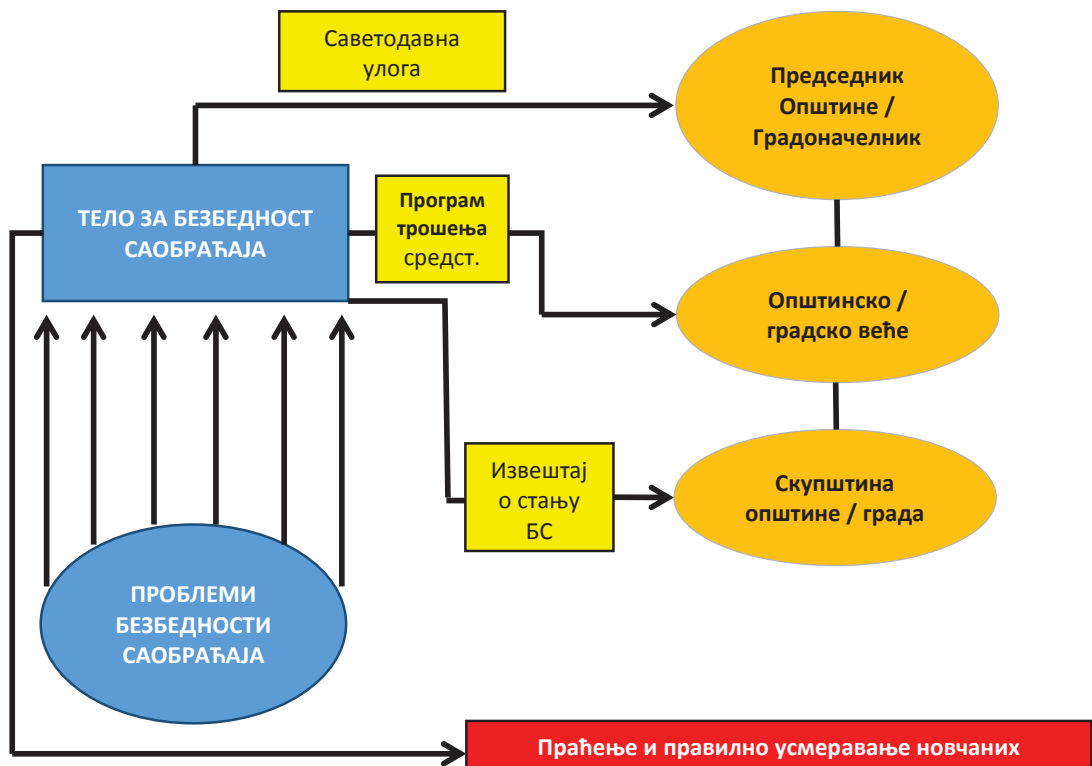 Саветодавна
улога
Председник
Општине /
Градоначелник
ТЕЛО ЗА БЕЗБЕДНОСТ
САОБРАЋАЈА
Програм
трошења
средст.
Општинско /
градско веће
Извештај
о стању
БС
Скупштина
општине / града
ПРОБЛЕМИ
БЕЗБЕДНОСТИ
САОБРАЋАЈА
Праћење и правилно усмеравање новчаних